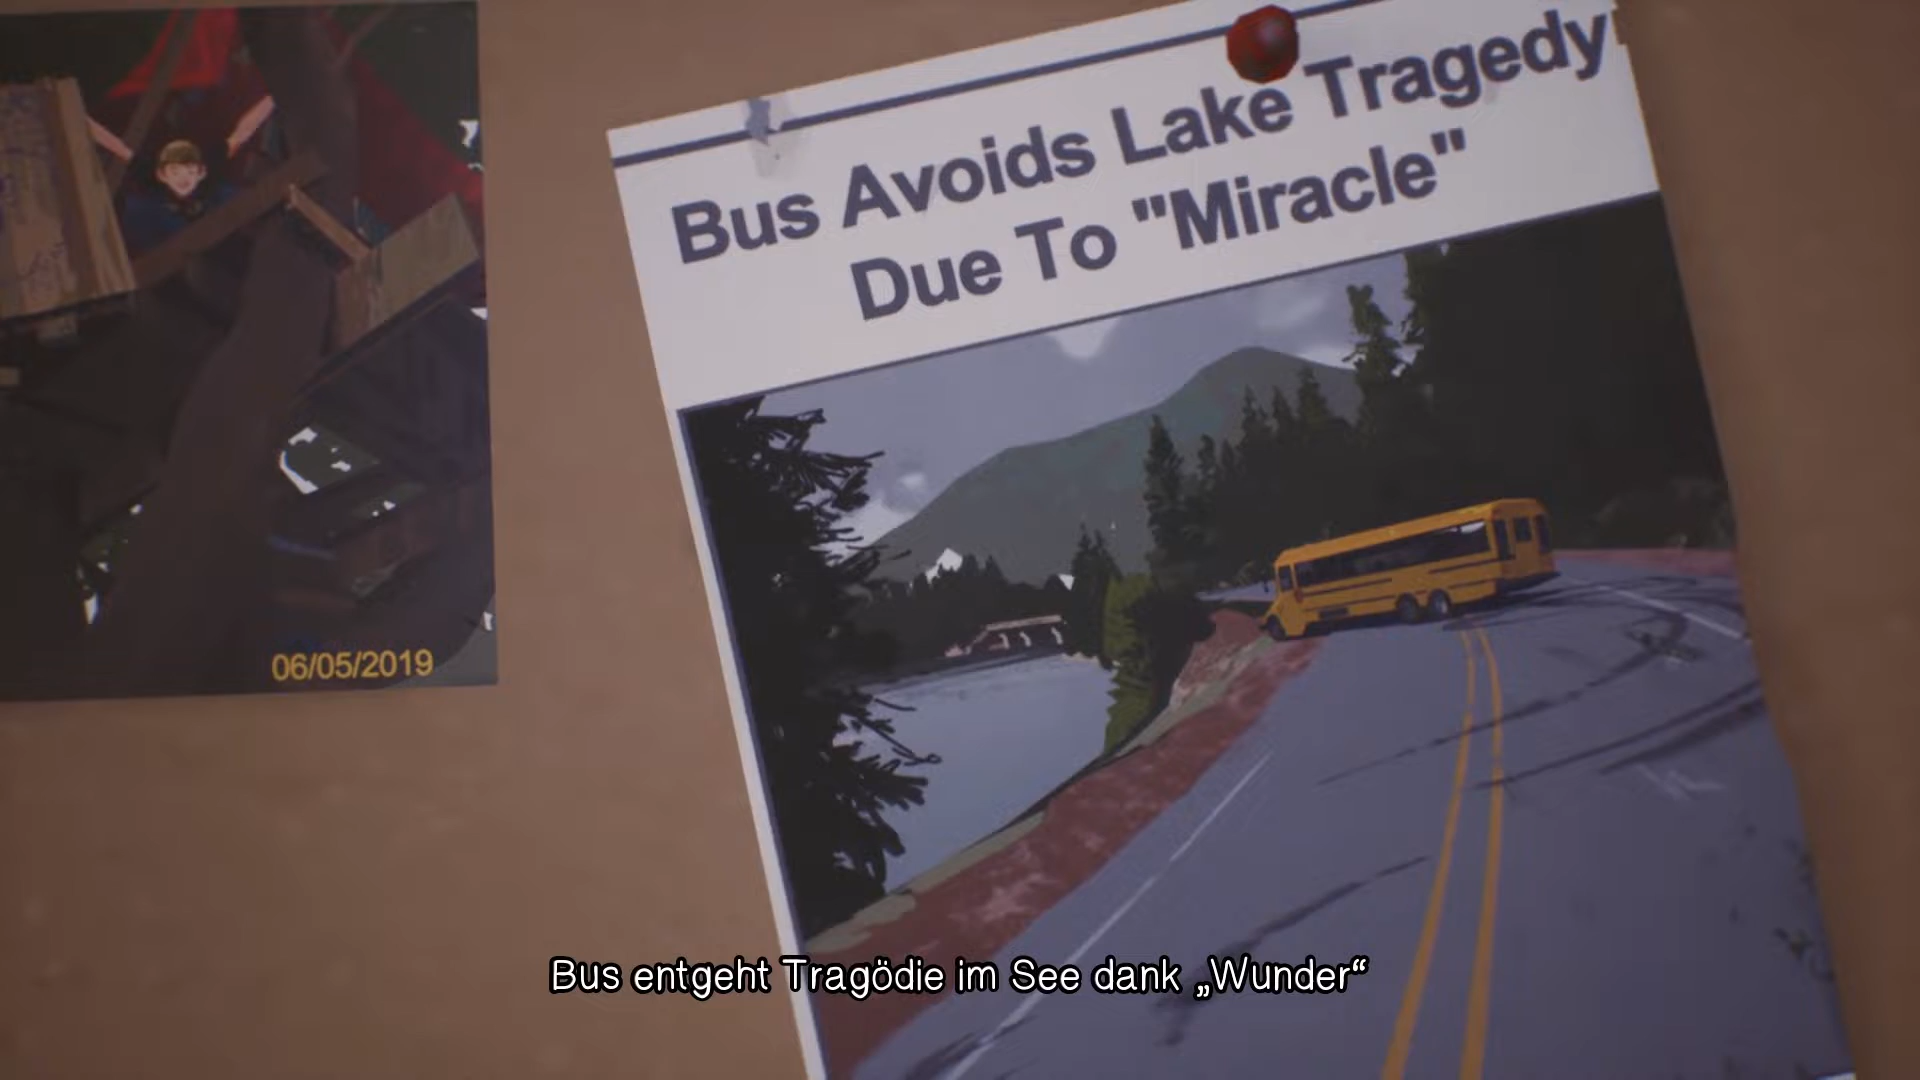 Bus Avoids Lake Tragedy
Due To "Miracle"
06/05/2019
Bus entgeht Tragödie im See dank „Wunder“